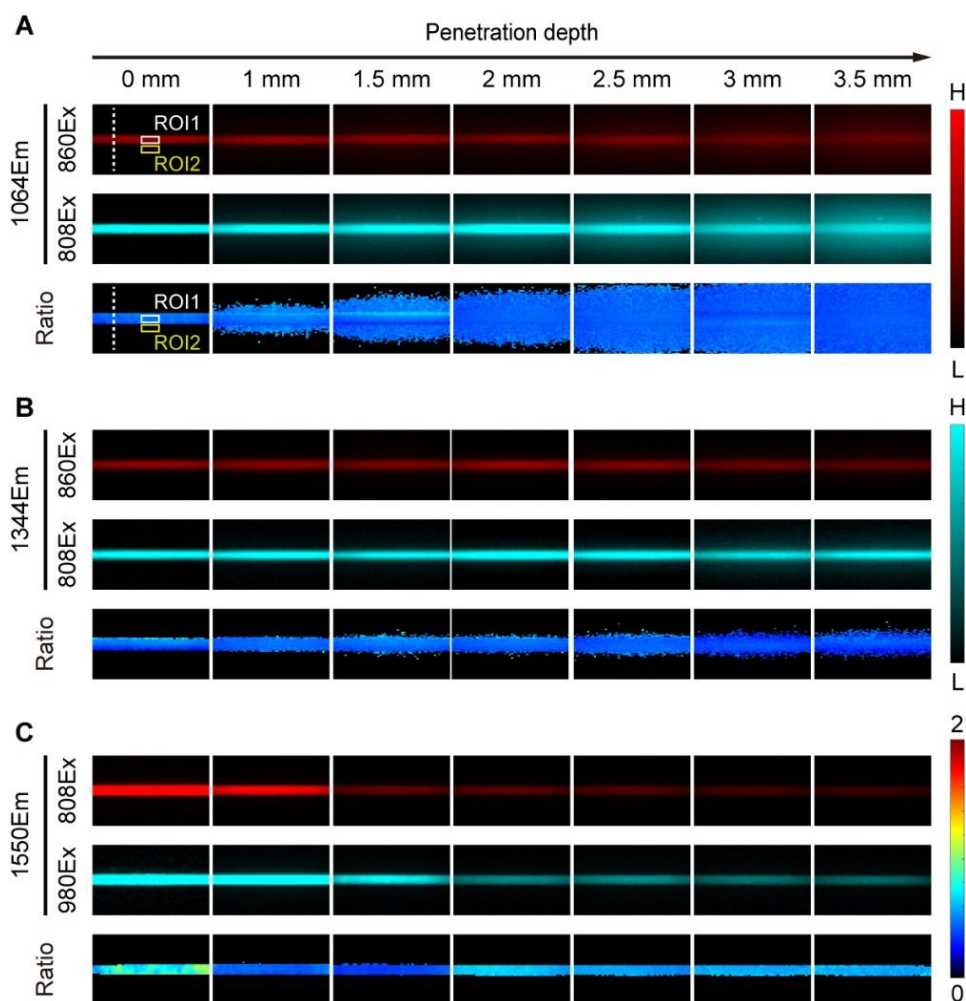 A
Penetration depth
0 mm 1 mm 1.5 mm 2 mm 2.5 mm 3 mm 3.5 mm
1064Em
860Ex
ROI1
ROI2
808Ex
Ratio
ROI1
ROI2
H
L
B
1344Em
860Ex
808Ex
Ratio
H
L
C
1550Em
808Ex
980Ex
Ratio
2
0